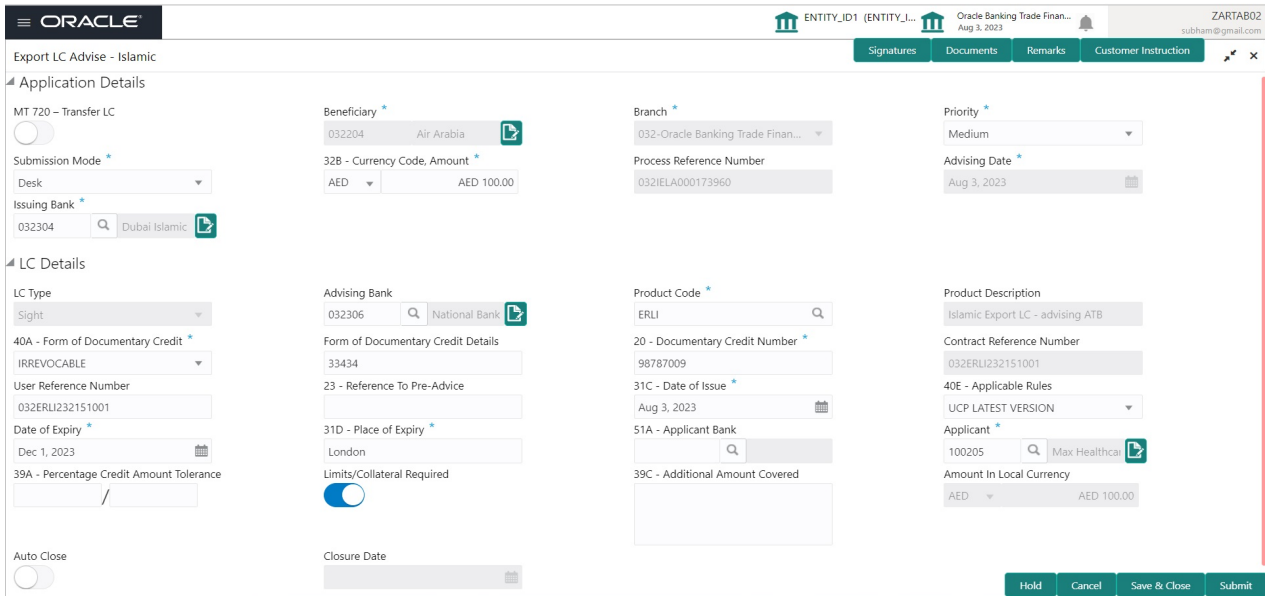 ORACLE
ENTITY_ID1 (ENTITY_I...
Oracle Banking Trade Finan...
Aug 3, 2023
ZARTAB02
subham@gmail.com
Export LC Advise - Islamic
Signatures Documents Remarks Customer Instruction
Application Details
MT 720 – Transfer LC Beneficiary * Branch * Priority *
032204 Air Arabia 032-Oracle Banking Trade Finan... Medium
Submission Mode * 32B - Currency Code, Amount * Process Reference Number Advising Date *
Desk AED AED 100.00 032IELA000173960 Aug 3, 2023
Issuing Bank *
032304 Dubai Islamic
LC Details
LC Type Advising Bank Product Code * Product Description
Sight 032306 National Bank ERLI Islamic Export LC - advising ATB
40A - Form of Documentary Credit * Form of Documentary Credit Details 20 - Documentary Credit Number * Contract Reference Number
IRREVOCABLE 33434 98787009 032ERLI232151001
User Reference Number 23 - Reference To Pre-Advice 31C - Date of Issue * 40E - Applicable Rules
032ERLI232151001 Aug 3, 2023 UCP LATEST VERSION
Date of Expiry * 31D - Place of Expiry * 51A - Applicant Bank Applicant *
Dec 1, 2023 London 100205 Max Healthcar
39A - Percentage Credit Amount Tolerance Limits/Collateral Required 39C - Additional Amount Covered Amount In Local Currency
/ AED AED 100.00
Auto Close Closure Date
Hold Cancel Save & Close Submit